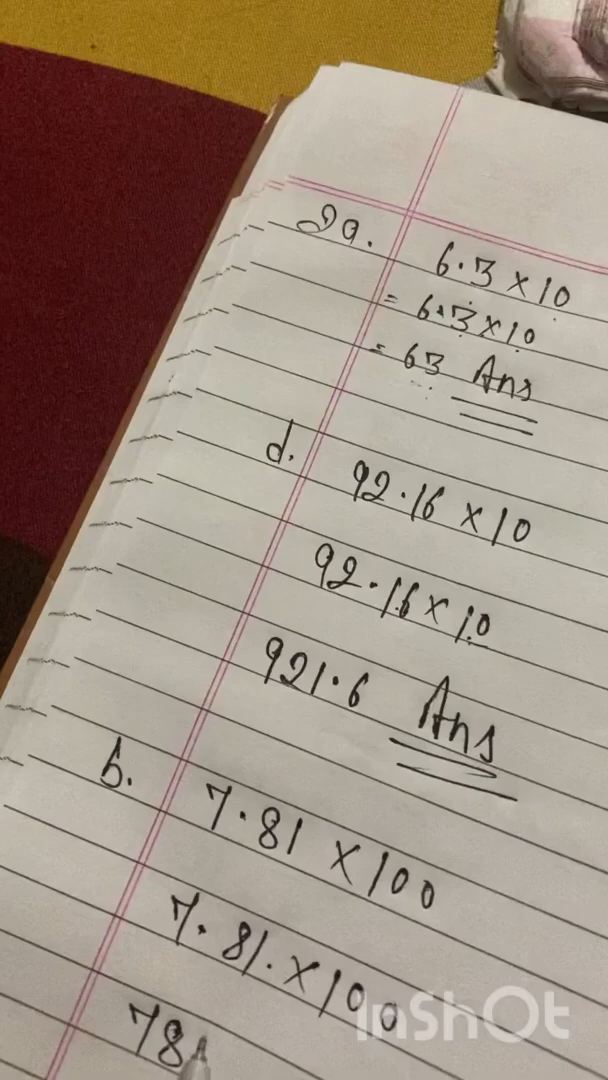 2a. 6.3 × 10
= 6.3 × 10
= 63 Ans
d. 92.16 × 10
92.16 × 10
921.6 Ans
b. 7.81 × 100
7.81. × 100
78
InShOt